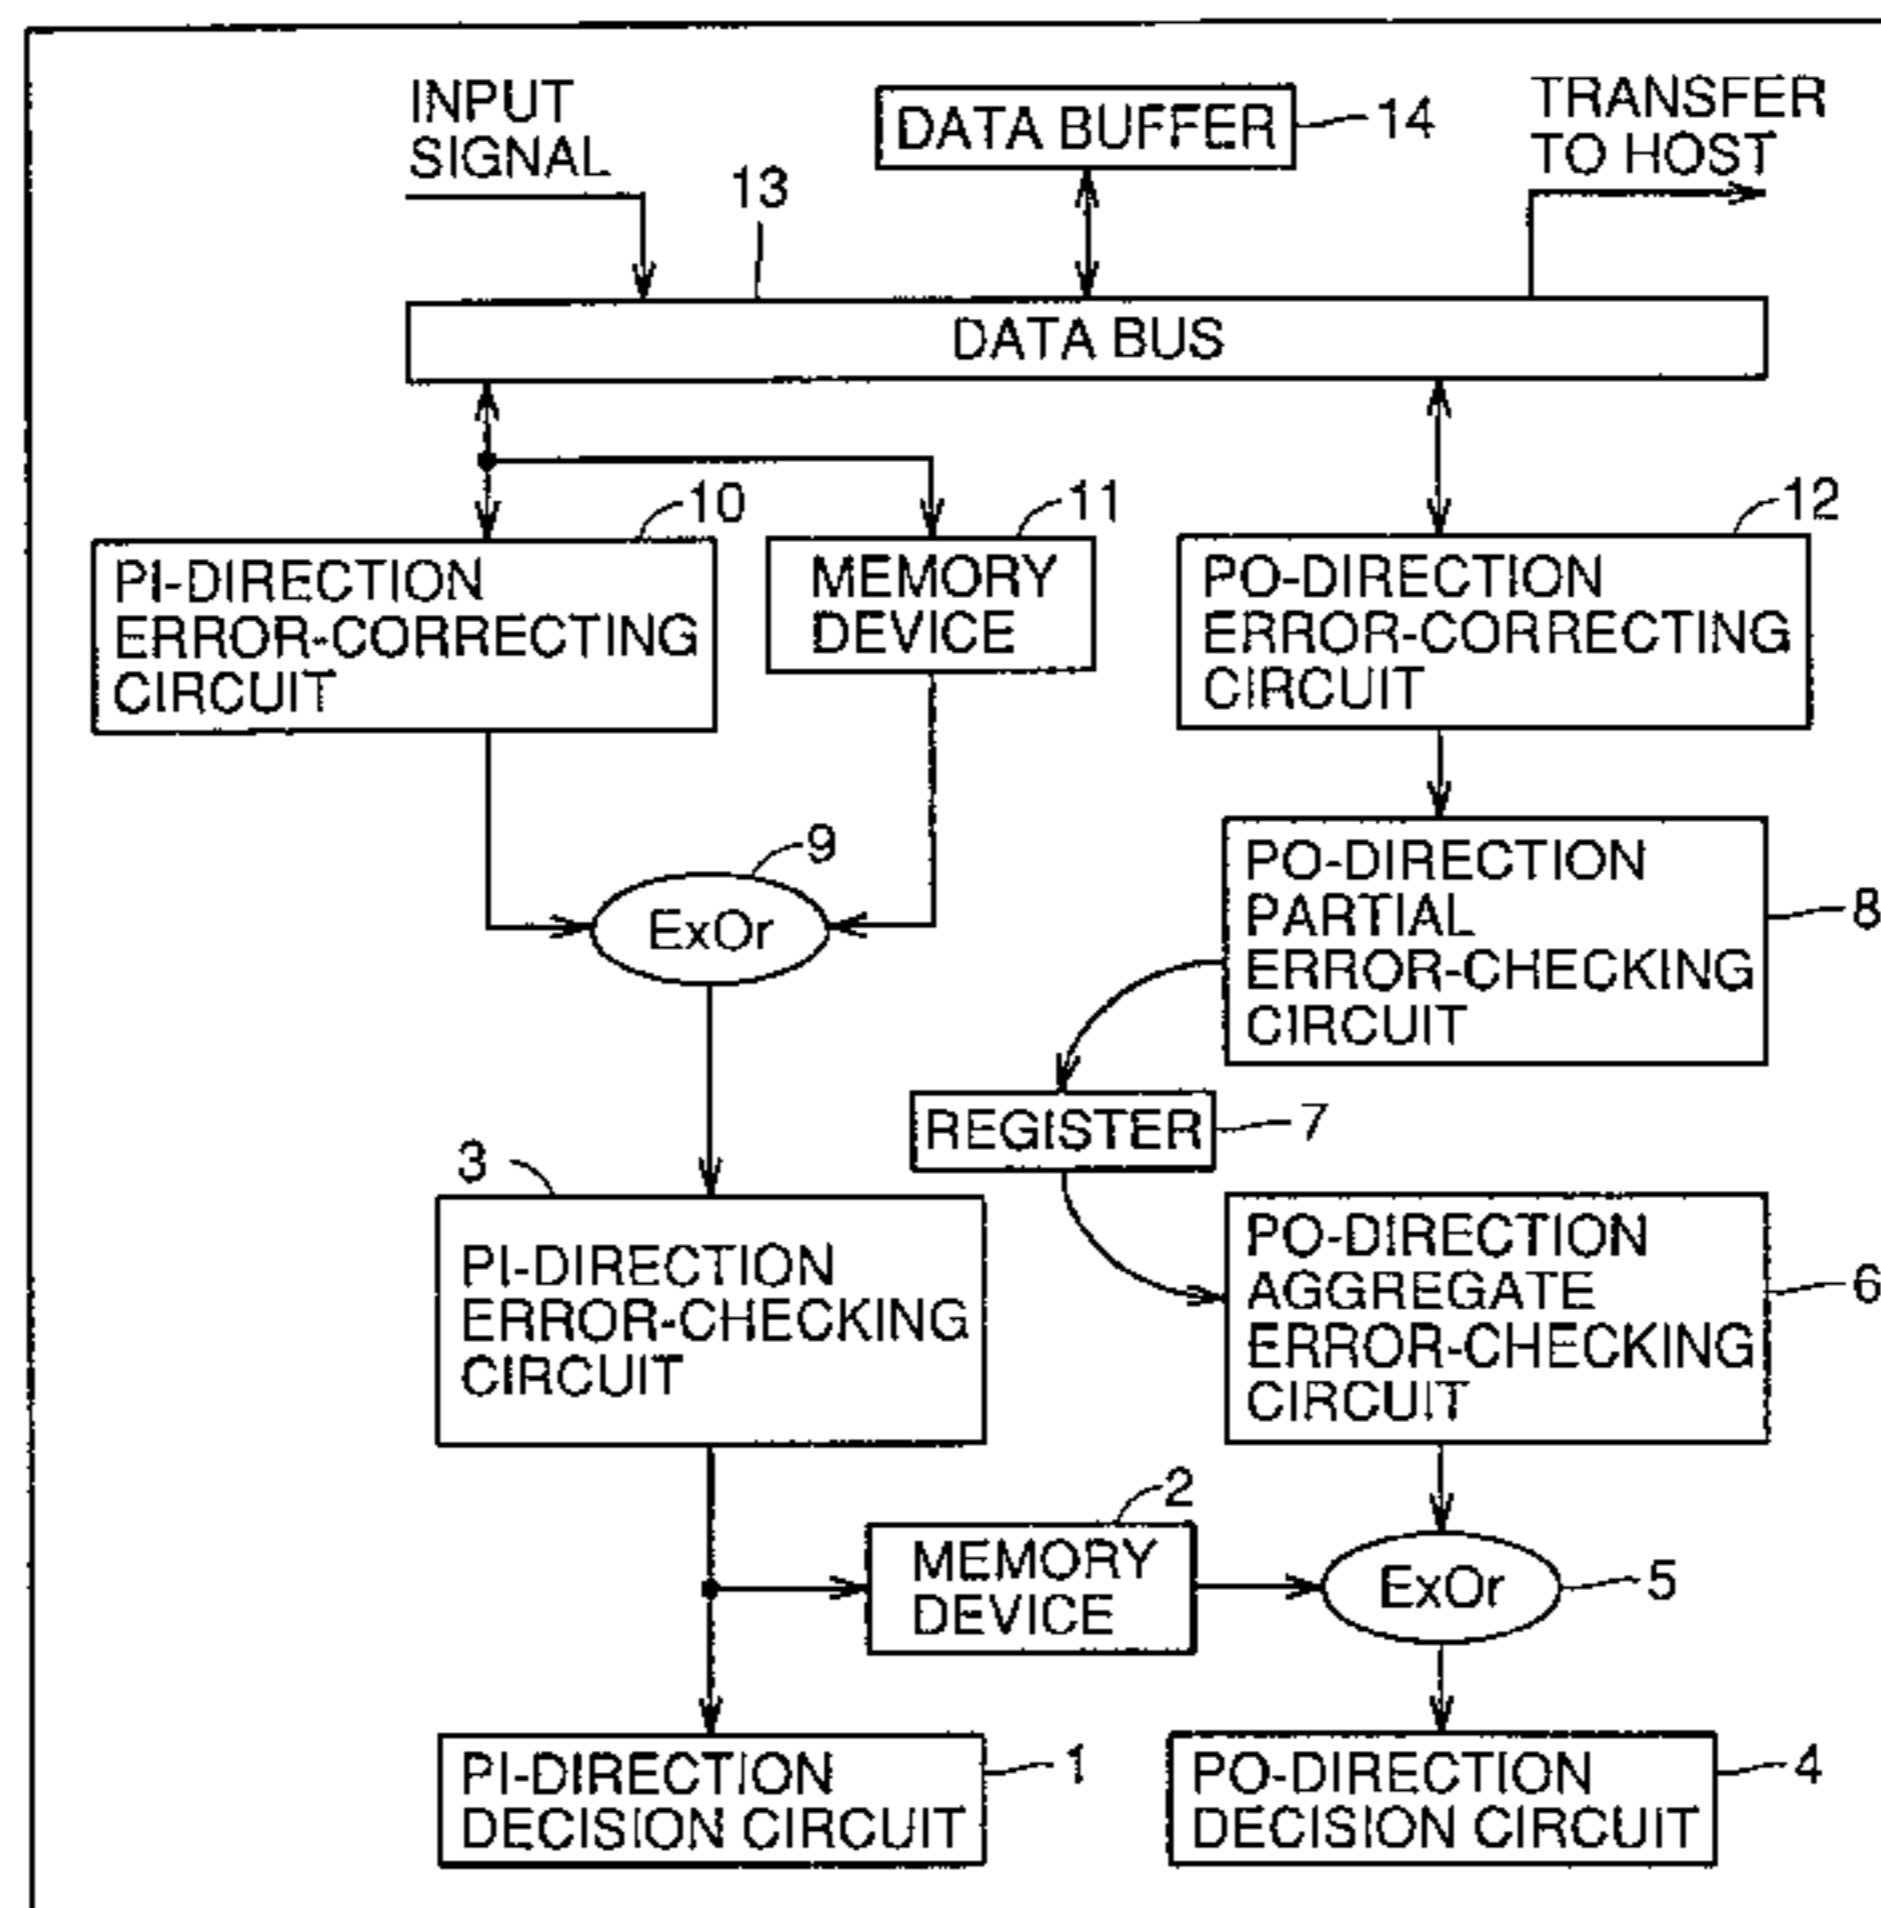 INPUT
SIGNAL
DATA BUFFER
14
TRANSFER
TO HOST
13
DATA BUS
10
11
12
PI-DIRECTION
ERROR-CORRECTING
CIRCUIT
MEMORY
DEVICE
PO-DIRECTION
ERROR-CORRECTING
CIRCUIT
9
ExOr
PO-DIRECTION
PARTIAL
ERROR-CHECKING
CIRCUIT
8
REGISTER
7
3
PI-DIRECTION
ERROR-CHECKING
CIRCUIT
PO-DIRECTION
AGGREGATE
ERROR-CHECKING
CIRCUIT
6
2
MEMORY
DEVICE
ExOr
5
PI-DIRECTION
DECISION CIRCUIT
1
PO-DIRECTION
DECISION CIRCUIT
4